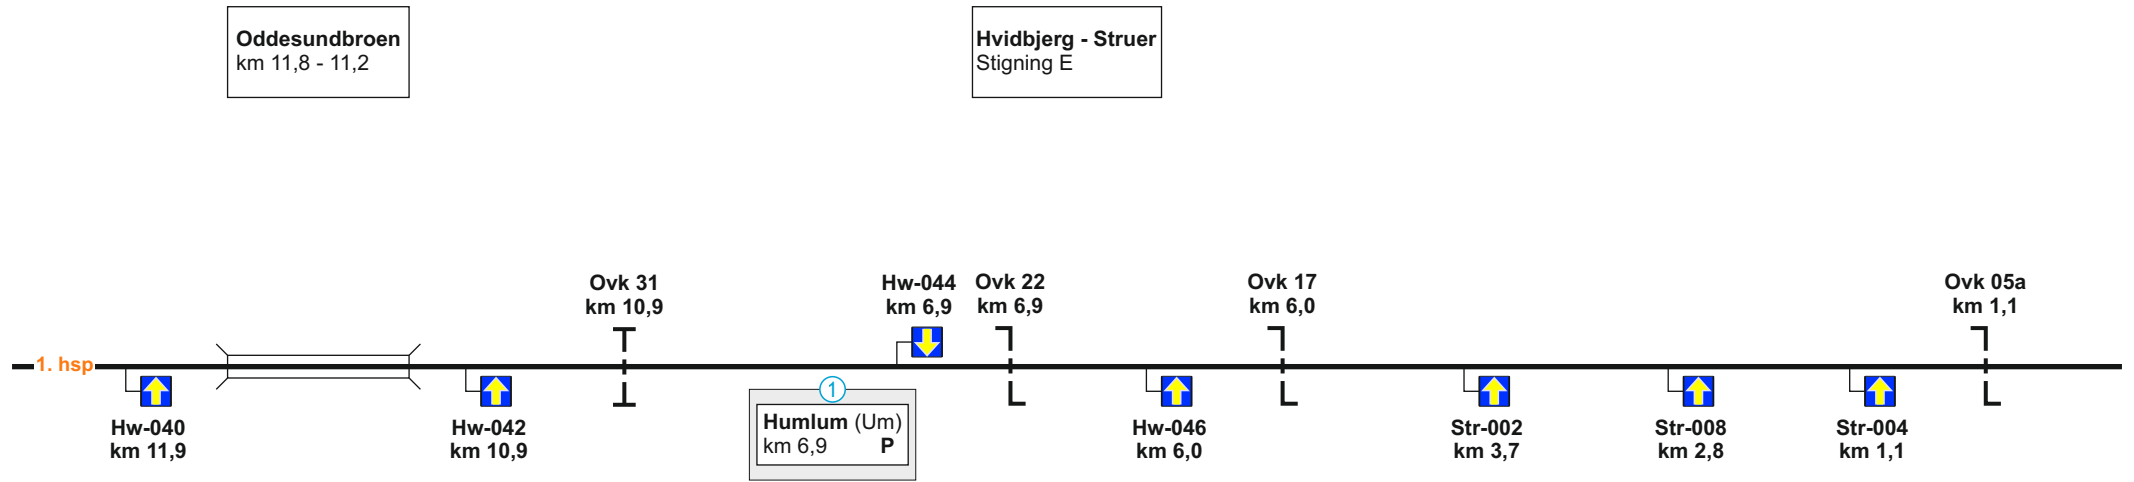 Oddesundbroen
km 11,8 - 11,2
Hvidbjerg - Struer
Stigning E
Ovk 31
km 10,9
Hw-044
km 6,9
Ovk 22
km 6,9
Ovk 17
km 6,0
Ovk 05a
km 1,1
1. hsp
Hw-040
km 11,9
Hw-042
km 10,9
1
Humlum (Um)
km 6,9 P
Hw-046
km 6,0
Str-002
km 3,7
Str-008
km 2,8
Str-004
km 1,1